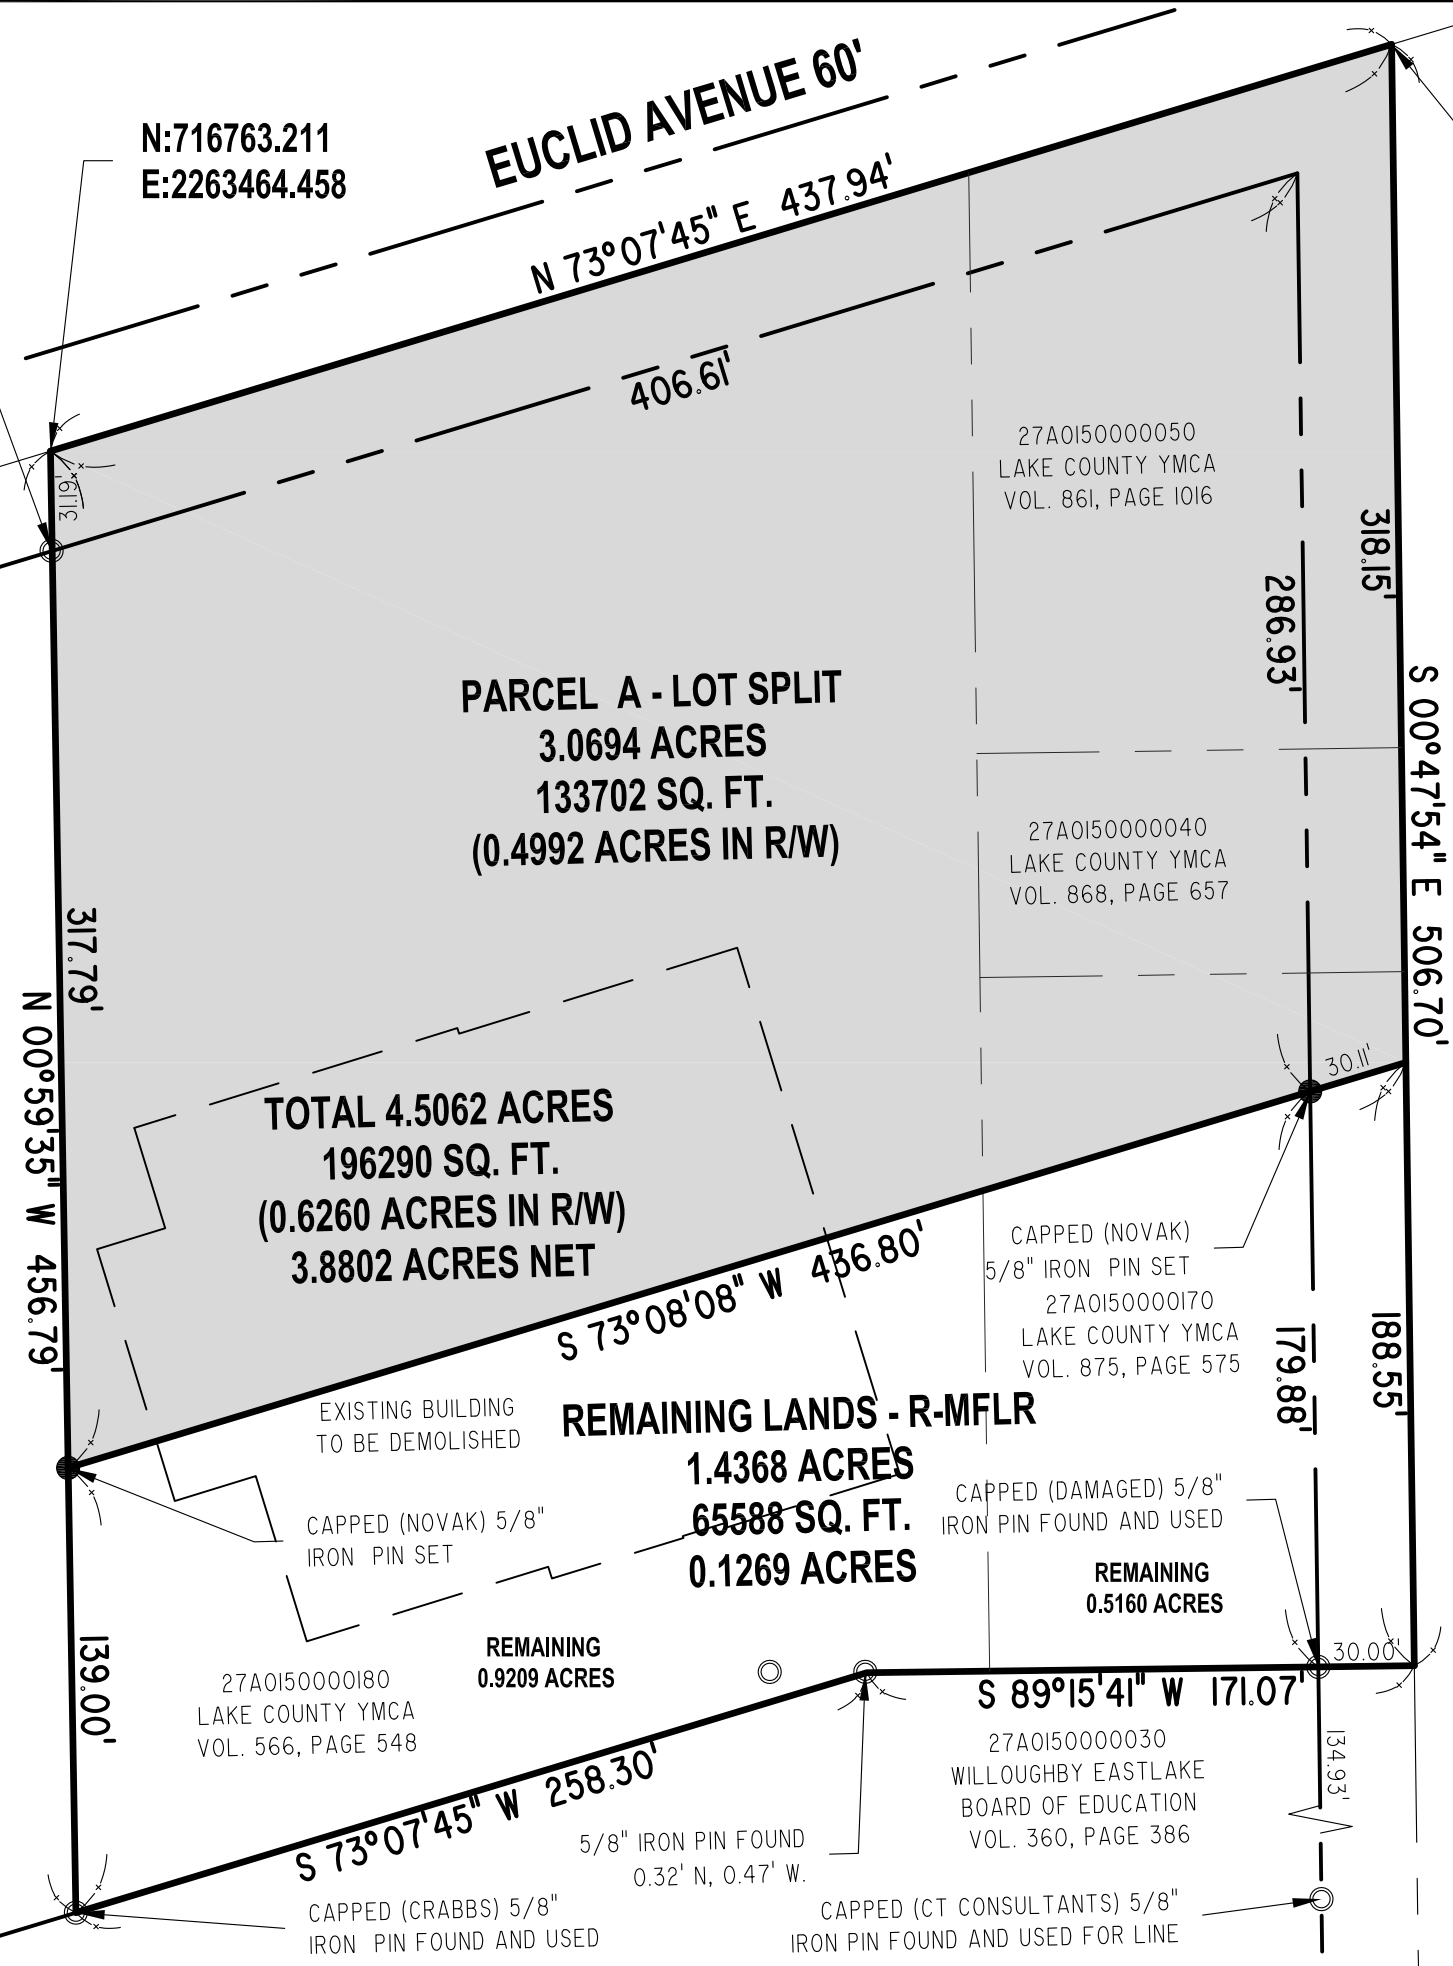 EUCLID AVENUE 60'
N:716763.211
E:2263464.458
N 73°07'45" E 437.94'
406.61'
31.19'
27A0150000050
LAKE COUNTY YMCA
VOL. 861, PAGE 1016
318.15'
286.93'
S 00°47'54" E 506.70'
PARCEL A - LOT SPLIT
3.0694 ACRES
133702 SQ. FT.
(0.4992 ACRES IN R/W)
27A0150000040
LAKE COUNTY YMCA
VOL. 868, PAGE 657
317.79'
N 00°59'35" W 456.79'
30.11'
TOTAL 4.5062 ACRES
196290 SQ. FT.
(0.6260 ACRES IN R/W)
3.8802 ACRES NET
S 73°08'08" W 436.80'
CAPPED (NOVAK)
5/8" IRON PIN SET
27A0150000170
LAKE COUNTY YMCA
VOL. 875, PAGE 575
179.88'
188.55'
EXISTING BUILDING
TO BE DEMOLISHED
REMAINING LANDS - R-MFLR
1.4368 ACRES
65588 SQ. FT.
0.1269 ACRES
CAPPED (DAMAGED) 5/8"
IRON PIN FOUND AND USED
CAPPED (NOVAK) 5/8"
IRON PIN SET
REMAINING
0.5160 ACRES
REMAINING
0.9209 ACRES
139.00'
30.00'
27A0150000180
LAKE COUNTY YMCA
VOL. 566, PAGE 548
S 89°15'41" W 171.07'
27A0150000030
WILLOUGHBY EASTLAKE
BOARD OF EDUCATION
VOL. 360, PAGE 386
134.93'
S 73°07'45" W 258.30'
5/8" IRON PIN FOUND
0.32' N, 0.47' W.
CAPPED (CRABBS) 5/8"
IRON PIN FOUND AND USED
CAPPED (CT CONSULTANTS) 5/8"
IRON PIN FOUND AND USED FOR LINE